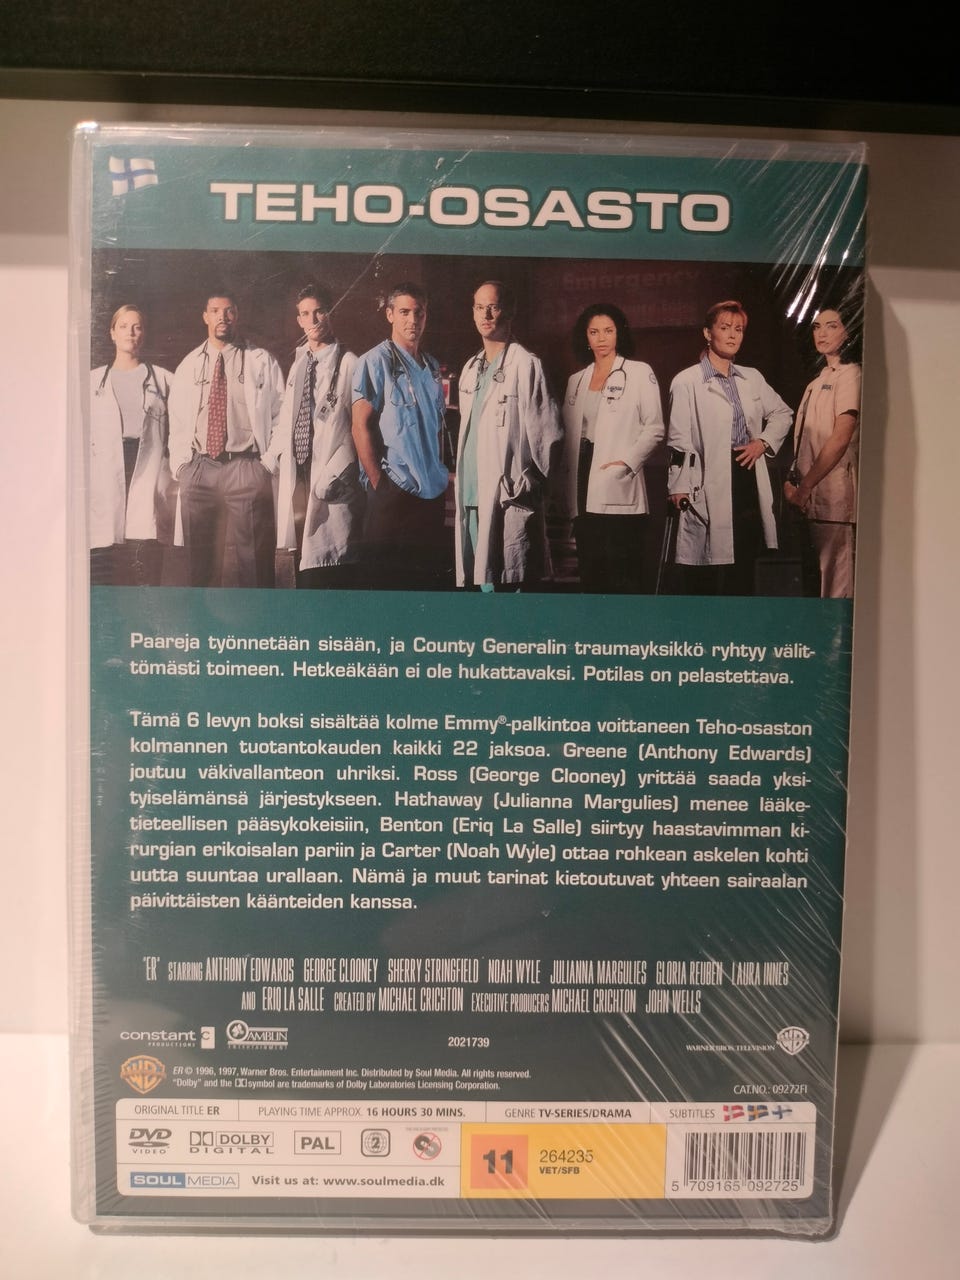 TEHO-OSASTO
Emergency
Paareja työnnetään sisään, ja County Generalin traumayksikkö ryhtyy välit-
tömästi toimeen. Hetkeäkään ei ole hukattavaksi. Potilas on pelastettava.
Tämä 6 levyn boksi sisältää kolme Emmy®-palkintoa voittaneen Teho-osaston
kolmannen tuotantokauden kaikki 22 jaksoa. Greene (Anthony Edwards)
joutuu väkivallanteon uhriksi. Ross (George Clooney) yrittää saada yksi-
tyiselämänsä järjestykseen. Hathaway (Julianna Margulies) menee lääke-
tieteellisen pääsykokeisiin, Benton (Eriq La Salle) siirtyy haastavimman ki-
rurgian erikoisalan pariin ja Carter (Noah Wyle) ottaa rohkean askelen kohti
uutta suuntaa urallaan. Nämä ja muut tarinat kietoutuvat yhteen sairaalan
päivittäisten käänteiden kanssa.
"ER" STARRING ANTHONY EDWARDS GEORGE CLOONEY SHERRY STRINGFIELD NOAH WYLE JULIANNA MARGULIES GLORIA REUBEN LAURA INNES
AND ERIQ LA SALLE CREATED BY MICHAEL CRICHTON EXECUTIVE PRODUCERS MICHAEL CRICHTON JOHN WELLS
constant c PRODUCTIONS AMBLIN ENTERTAINMENT 2021739 WARNER BROS. TELEVISION
ER © 1996, 1997, Warner Bros. Entertainment Inc. Distributed by Soul Media. All rights reserved.
"Dolby" and the symbol are trademarks of Dolby Laboratories Licensing Corporation.
CAT.NO.: 09272FI
ORIGINAL TITLE ER PLAYING TIME APPROX. 16 HOURS 30 MINS. GENRE TV-SERIES/DRAMA SUBTITLES
DVD VIDEO DOLBY DIGITAL PAL 2 11 264235 VET/SFB
SOUL MEDIA Visit us at: www.soulmedia.dk
5 709165 092725